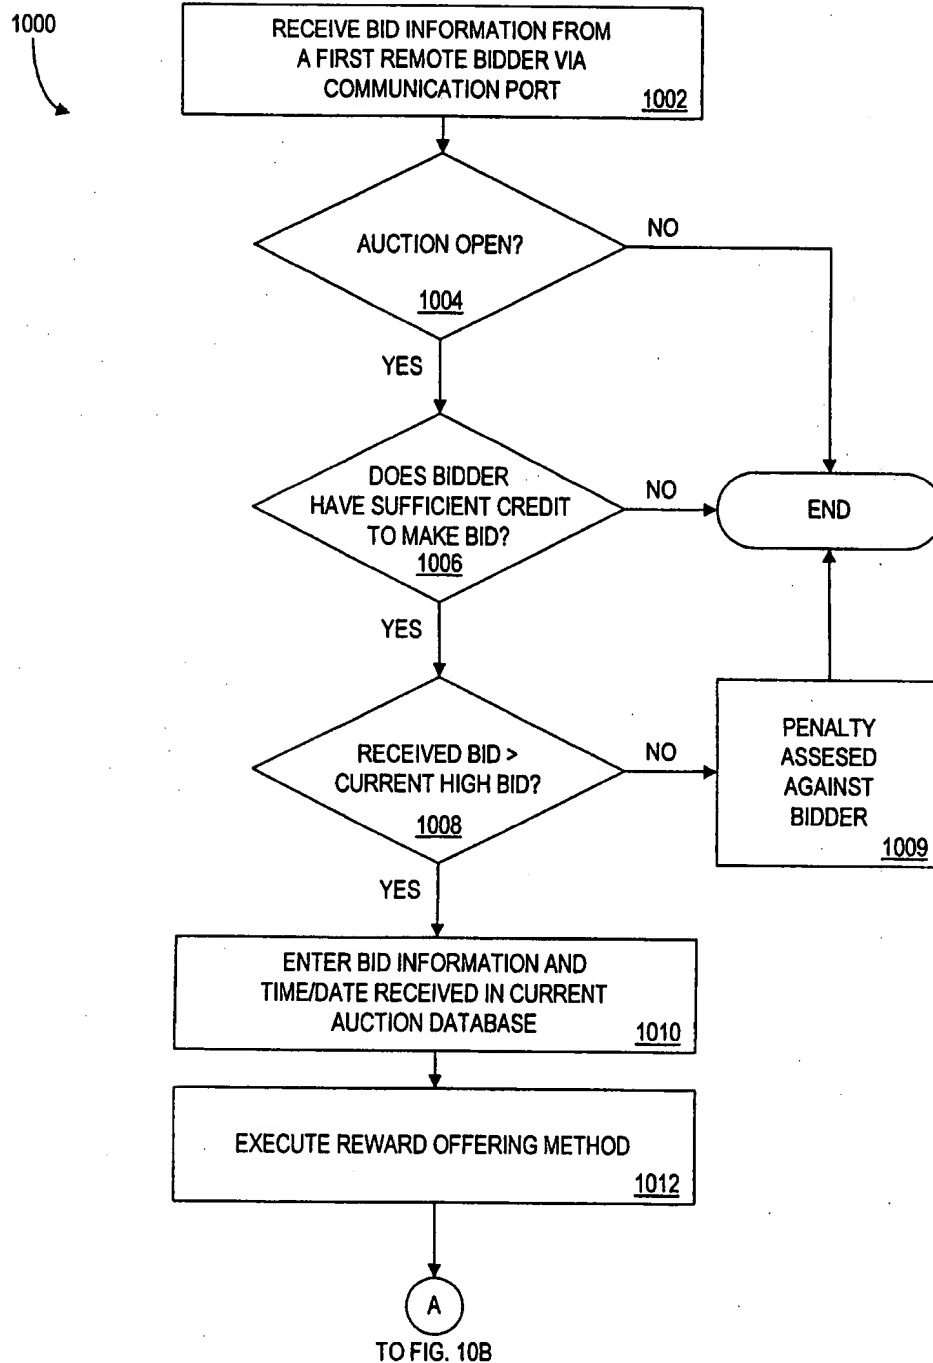 1000
RECEIVE BID INFORMATION FROM
A FIRST REMOTE BIDDER VIA
COMMUNICATION PORT
1002
AUCTION OPEN?
1004
NO
YES
DOES BIDDER
HAVE SUFFICIENT CREDIT
TO MAKE BID?
1006
NO
END
YES
RECEIVED BID >
CURRENT HIGH BID?
1008
NO
PENALTY
ASSESED
AGAINST
BIDDER
1009
YES
ENTER BID INFORMATION AND
TIME/DATE RECEIVED IN CURRENT
AUCTION DATABASE
1010
EXECUTE REWARD OFFERING METHOD
1012
A
TO FIG. 10B